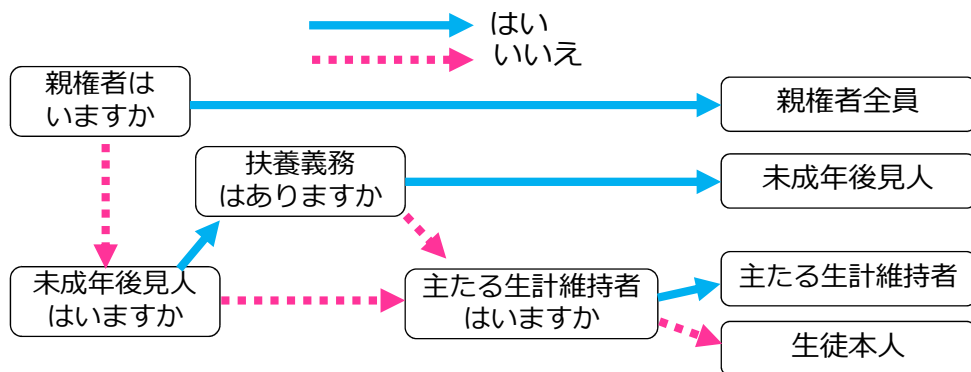 はい
いいえ
親権者は
いますか
親権者全員
扶養義務
はありますか
未成年後見人
未成年後見人
はいますか
主たる生計維持者
はいますか
主たる生計維持者
生徒本人